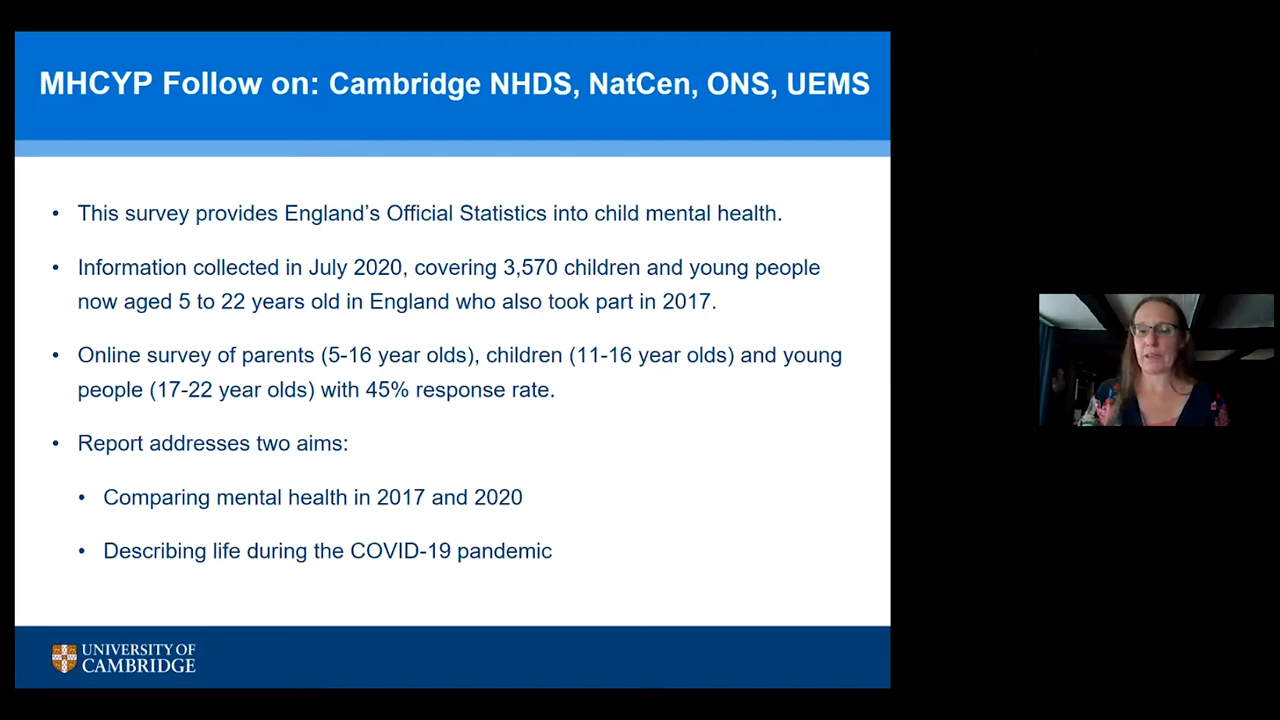 MHCYP Follow on: Cambridge NHDS, NatCen, ONS, UEMS
• This survey provides England's Official Statistics into child mental health.
• Information collected in July 2020, covering 3,570 children and young people
now aged 5 to 22 years old in England who also took part in 2017.
• Online survey of parents (5-16 year olds), children (11-16 year olds) and young
people (17-22 year olds) with 45% response rate.
• Report addresses two aims:
• Comparing mental health in 2017 and 2020
• Describing life during the COVID-19 pandemic
UNIVERSITY OF
CAMBRIDGE